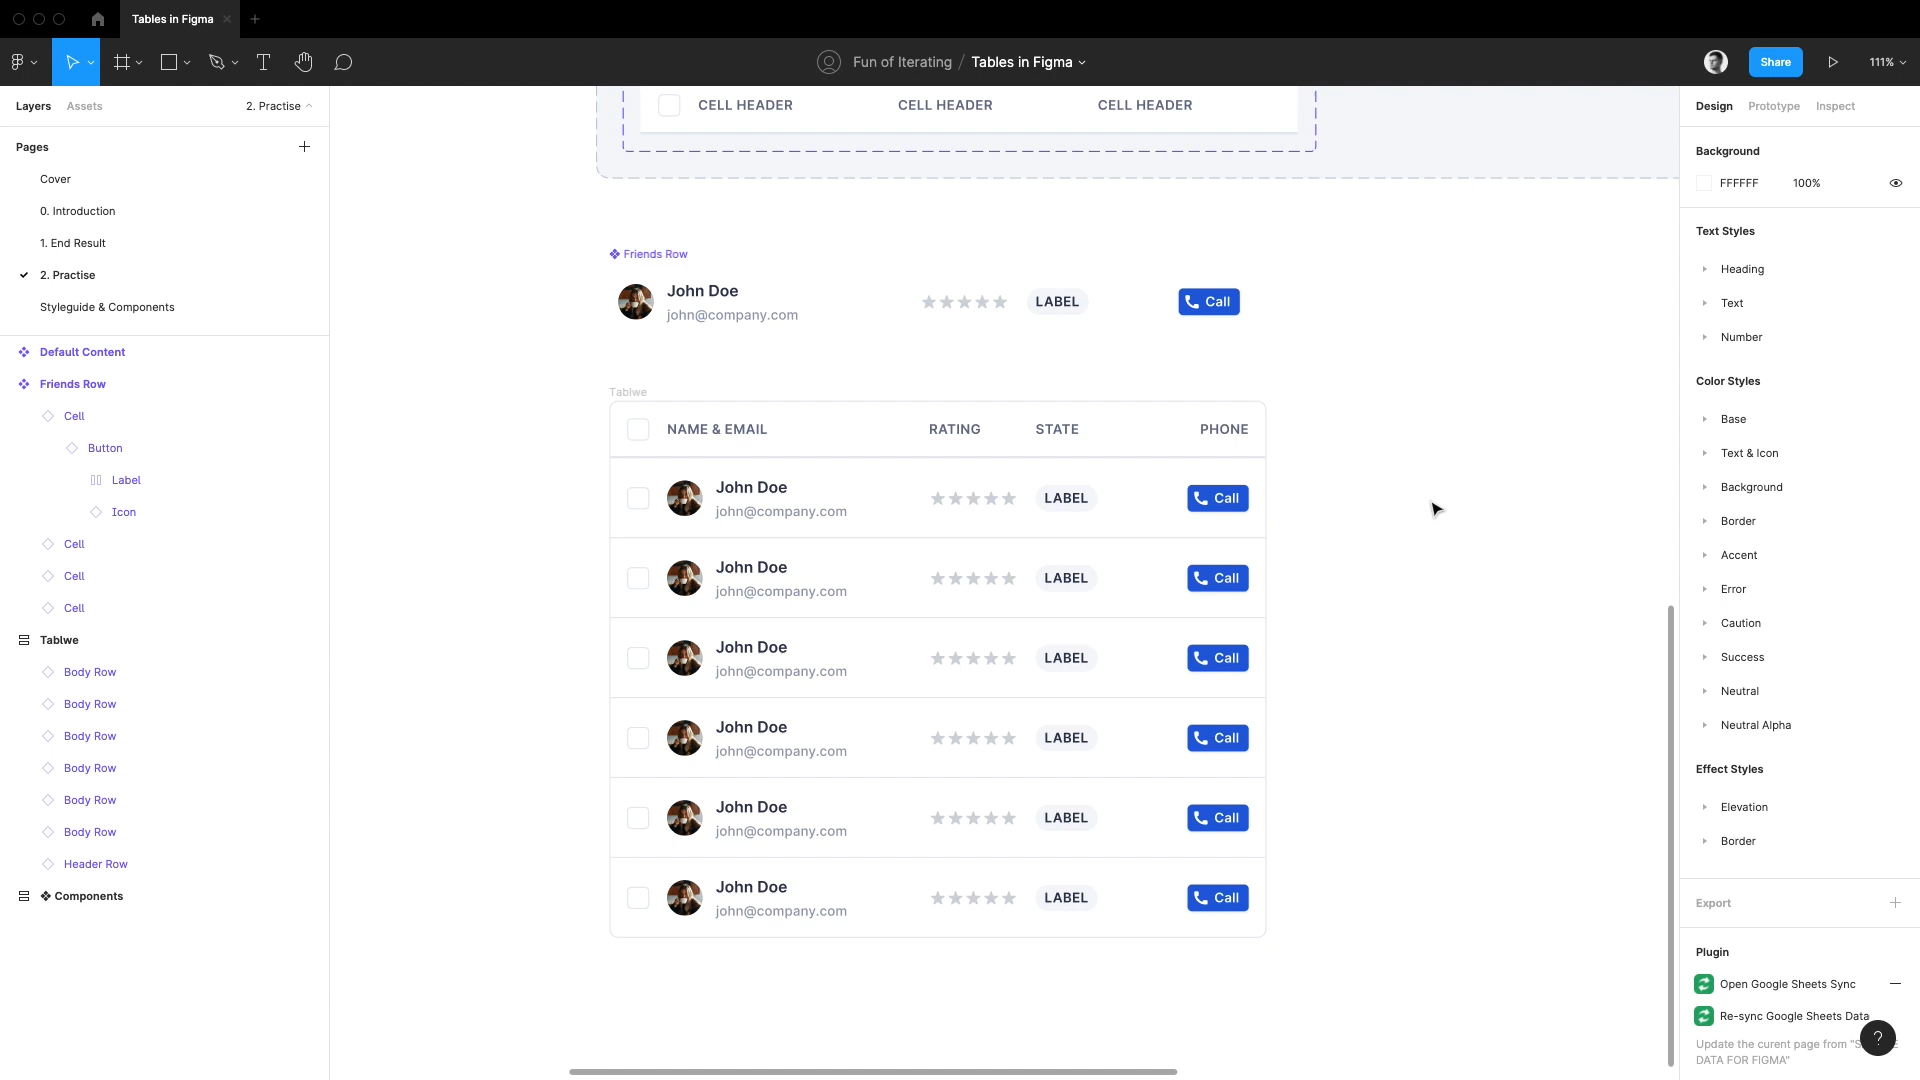 Tables in Figma
Fun of Iterating / Tables in Figma
Share
111%
Layers
Assets
2. Practise
Pages
Cover
0. Introduction
1. End Result
2. Practise
Styleguide & Components
Default Content
Friends Row
Cell
Button
Label
Icon
Cell
Cell
Cell
Tablwe
Body Row
Body Row
Body Row
Body Row
Body Row
Body Row
Header Row
Components
CELL HEADER CELL HEADER CELL HEADER
Friends Row
John Doe
john@company.com
LABEL
Call
Tablwe
NAME & EMAIL RATING STATE PHONE
John Doe
john@company.com
LABEL
Call
John Doe
john@company.com
LABEL
Call
John Doe
john@company.com
LABEL
Call
John Doe
john@company.com
LABEL
Call
John Doe
john@company.com
LABEL
Call
John Doe
john@company.com
LABEL
Call
Design Prototype Inspect
Background
FFFFFF 100%
Text Styles
Heading
Text
Number
Color Styles
Base
Text & Icon
Background
Border
Accent
Error
Caution
Success
Neutral
Neutral Alpha
Effect Styles
Elevation
Border
Export
Plugin
Open Google Sheets Sync
Re-sync Google Sheets Data
Update the curent page from "
DATA FOR FIGMA"
?